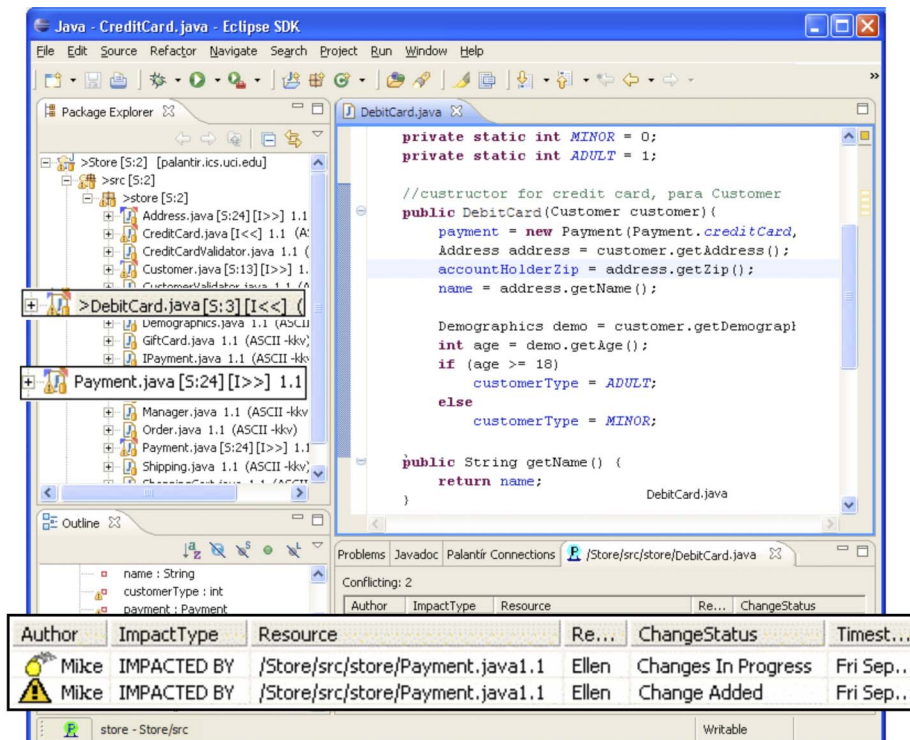 Java - CreditCard.java - Eclipse SDK
File Edit Source Refactor Navigate Search Project Run Window Help
Package Explorer
>Store [S:2] [palantir.ics.uci.edu]
>src [S:2]
>store [S:2]
Address.java [S:24][I>>] 1.1
CreditCard.java [I<<] 1.1 (A
CreditCardValidator.java 1.1 (
Customer.java [S:13][I>>] 1.
CustomerValidator.java 1.1 (A
>DebitCard.java[S:3][I<<] (
Demographics.java 1.1 (ASCII
GiftCard.java 1.1 (ASCII -kkv)
IPayment.java 1.1 (ASCII -kkv
Payment.java [S:24][I>>] 1.1
Manager.java 1.1 (ASCII -kkv
Order.java 1.1 (ASCII -kkv)
Payment.java [S:24][I>>] 1.1
Shipping.java 1.1 (ASCII -kkv)
DebitCard.java
private static int MINOR = 0;
private static int ADULT = 1;
//custructor for credit card, para Customer
public DebitCard(Customer customer){
payment = new Payment(Payment.creditCard,
Address address = customer.getAddress();
accountHolderZip = address.getZip();
name = address.getName();
Demographics demo = customer.getDemograph
int age = demo.getAge();
if (age >= 18)
customerType = ADULT;
else
customerType = MINOR;
public String getName() {
return name;
}
DebitCard.java
Outline
name : String
customerType : int
payment : Payment
Problems Javadoc Palantír Connections /Store/src/store/DebitCard.java
Conflicting: 2
Author ImpactType Resource Re... ChangeStatus
Author ImpactType Resource Re... ChangeStatus Timest...
Mike IMPACTED BY /Store/src/store/Payment.java1.1 Ellen Changes In Progress Fri Sep..
Mike IMPACTED BY /Store/src/store/Payment.java1.1 Ellen Change Added Fri Sep..
store - Store/src
Writable